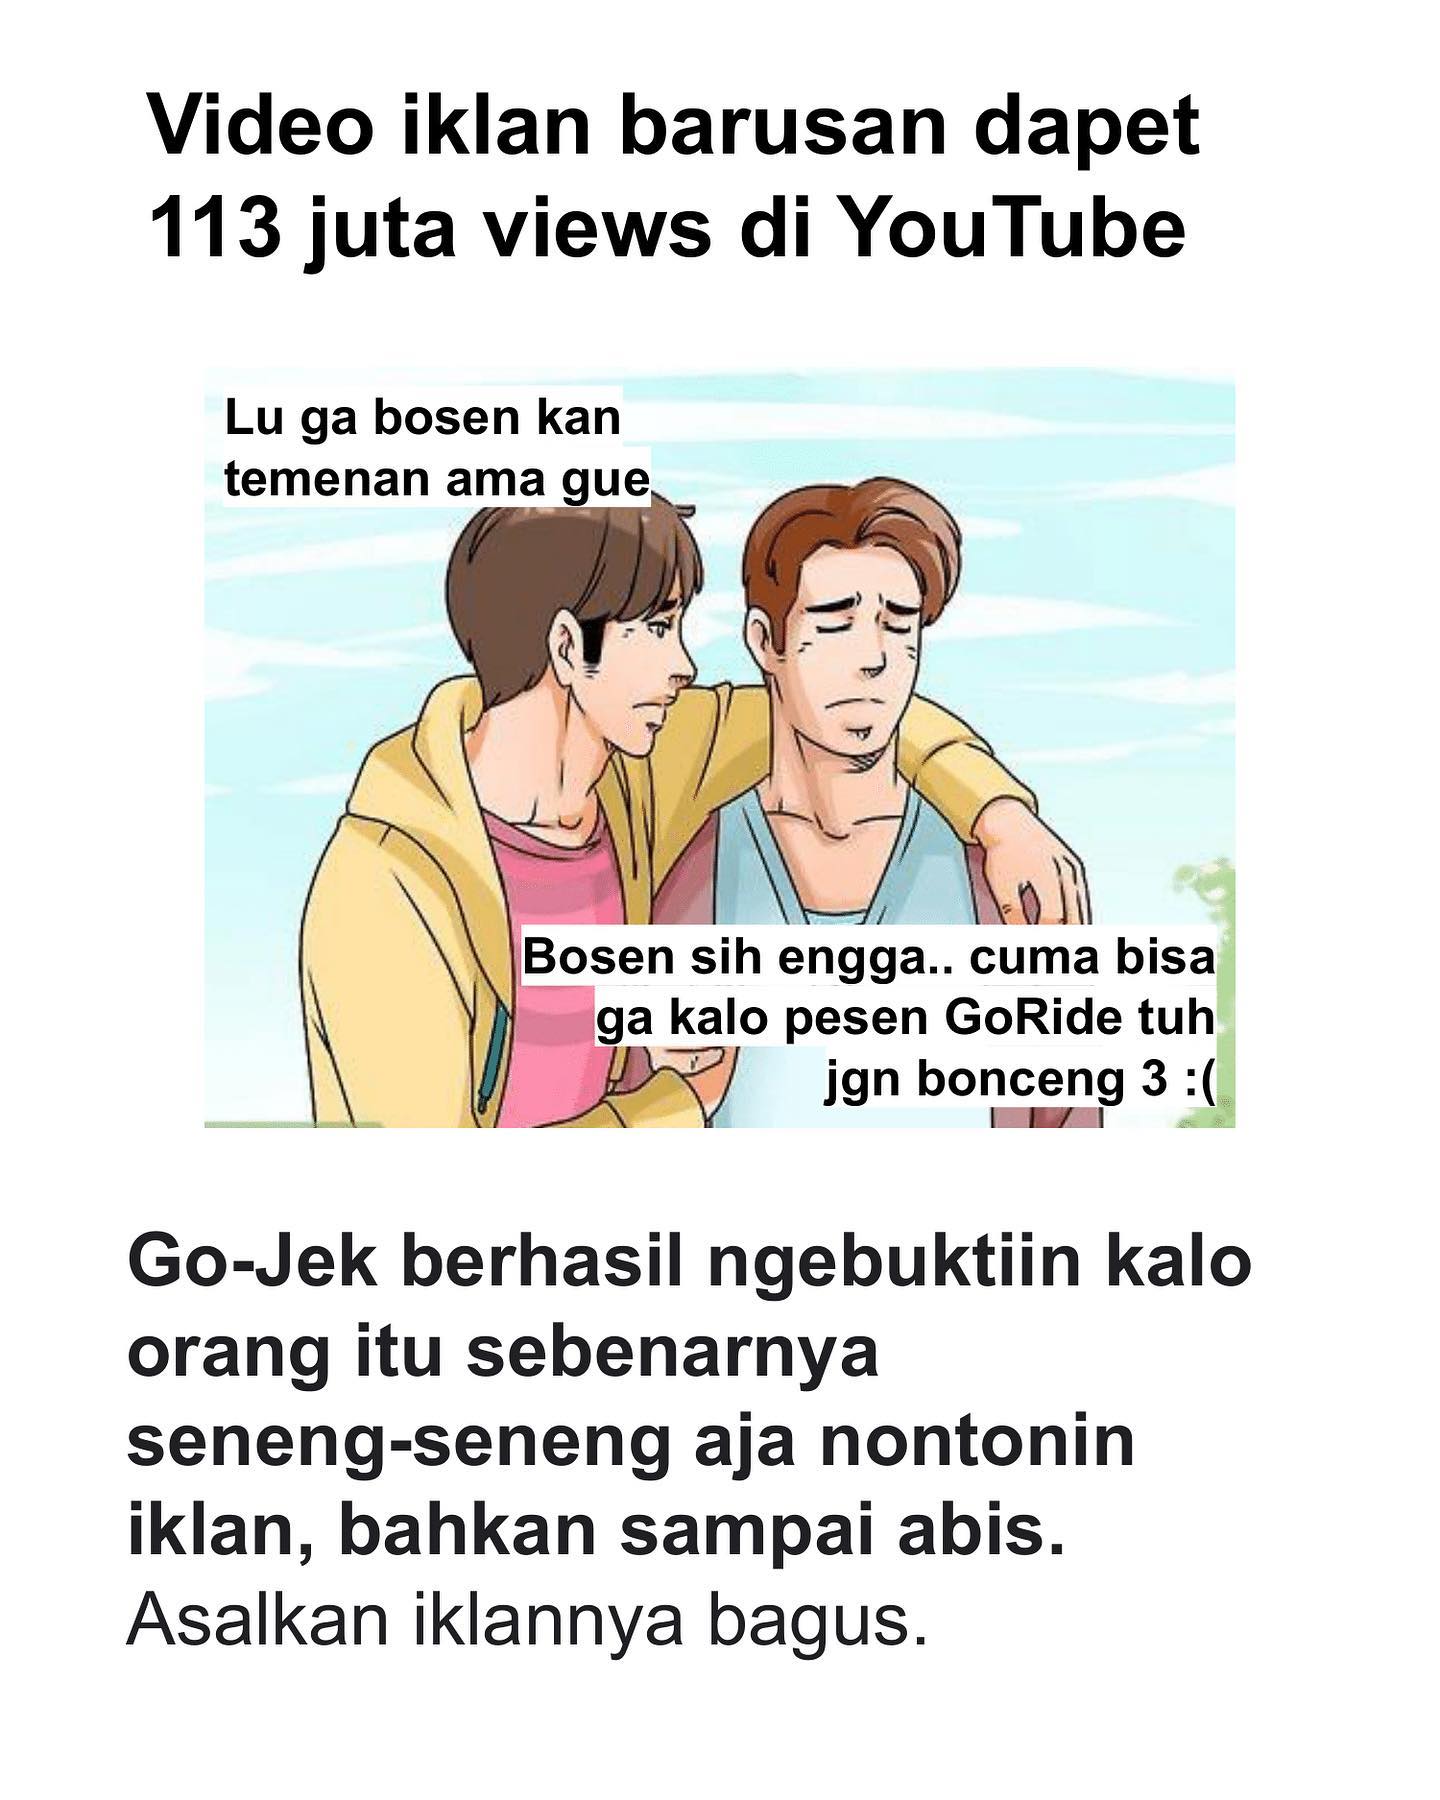 Video iklan barusan dapet
113 juta views di YouTube
Lu ga bosen kan
temenan ama gue
Bosen sih engga.. cuma bisa
ga kalo pesen GoRide tuh
jgn bonceng 3 :(
Go-Jek berhasil ngebuktiin kalo
orang itu sebenarnya
seneng-seneng aja nontonin
iklan, bahkan sampai abis.
Asalkan iklannya bagus.